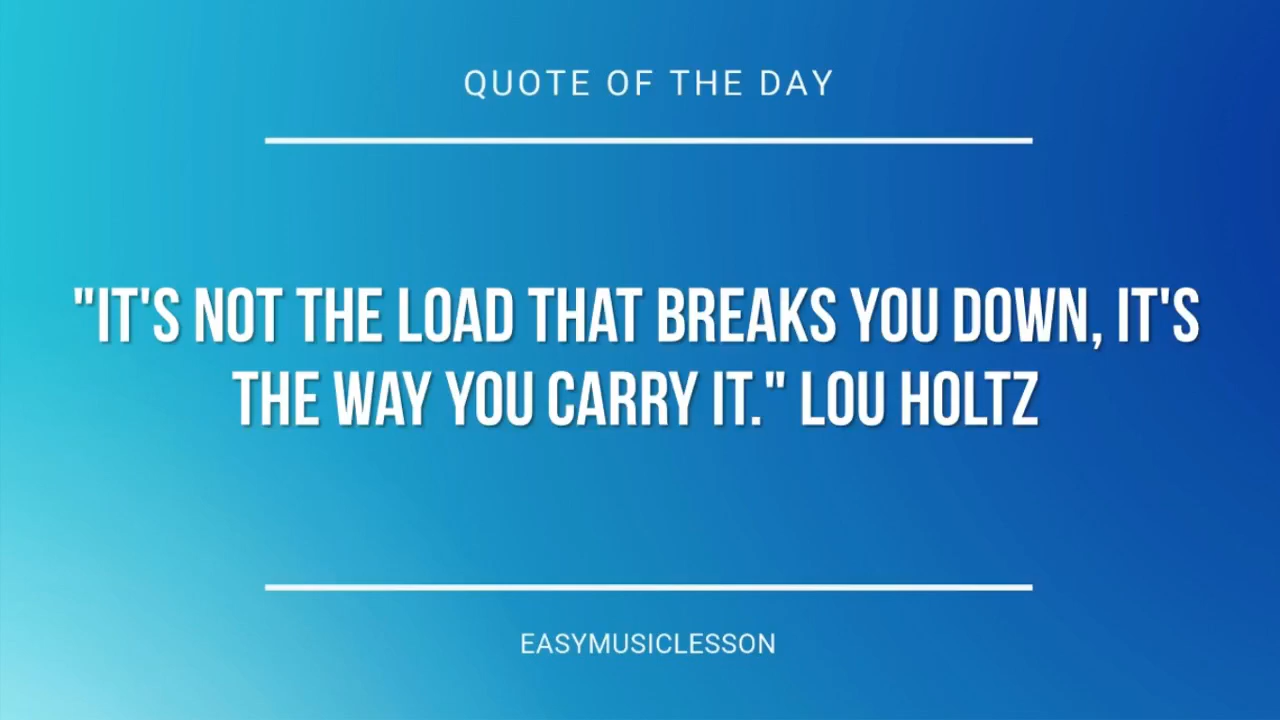 QUOTE OF THE DAY
"IT'S NOT THE LOAD THAT BREAKS YOU DOWN, IT'S
THE WAY YOU CARRY IT." LOU HOLTZ
EASYMUSICLESSON